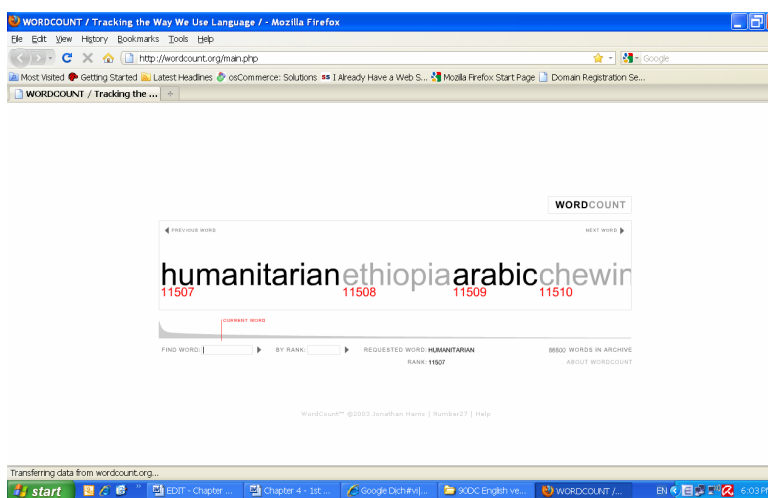 WORDCOUNT / Tracking the Way We Use Language / - Mozilla Firefox
File Edit View History Bookmarks Tools Help
http://wordcount.org/main.php Google
Most Visited Getting Started Latest Headlines osCommerce: Solutions I Already Have a Web S... Mozilla Firefox Start Page Domain Registration Se...
WORDCOUNT / Tracking the ...
WORDCOUNT
PREVIOUS WORD NEXT WORD
humanitarian ethiopia arabic chewin
11507 11508 11509 11510
CURRENT WORD
FIND WORD: BY RANK: REQUESTED WORD: HUMANITARIAN 86800 WORDS IN ARCHIVE
RANK: 11507 ABOUT WORDCOUNT
WordCount™ @2003 Jonathan Harris | Number27 | Help
Transferring data from wordcount.org...
start EDIT - Chapter ... Chapter 4 - 1st ... Google Dich#vi|... 90DC English ve... WORDCOUNT /... EN 6:03 PM